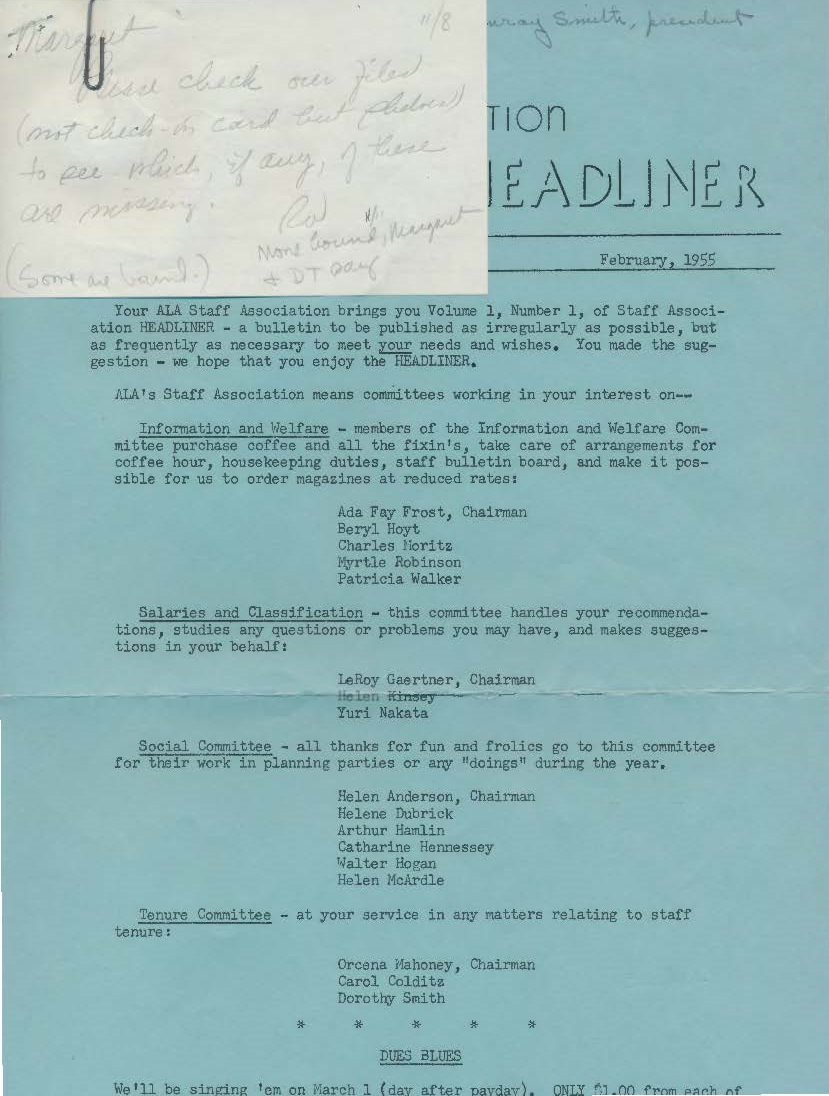 Margaret 11/8
Please check our files
(not check-in card but shelves)
to see which, if any, of these
are missing.
Rod
(Some are bound.)
None bound, Margaret
+ DT say
Smith, president
TION
HEADLINER
February, 1955
Your ALA Staff Association brings you Volume 1, Number 1, of Staff Associ-
ation HEADLINER - a bulletin to be published as irregularly as possible, but
as frequently as necessary to meet your needs and wishes. You made the sug-
gestion - we hope that you enjoy the HEADLINER.
ALA's Staff Association means committees working in your interest on--
Information and Welfare - members of the Information and Welfare Com-
mittee purchase coffee and all the fixin's, take care of arrangements for
coffee hour, housekeeping duties, staff bulletin board, and make it pos-
sible for us to order magazines at reduced rates:
Ada Fay Frost, Chairman
Beryl Hoyt
Charles Moritz
Myrtle Robinson
Patricia Walker
Salaries and Classification - this committee handles your recommenda-
tions, studies any questions or problems you may have, and makes sugges-
tions in your behalf:
LeRoy Gaertner, Chairman
Helen Kinsey
Yuri Nakata
Social Committee - all thanks for fun and frolics go to this committee
for their work in planning parties or any "doings" during the year.
Helen Anderson, Chairman
Helene Dubrick
Arthur Hamlin
Catharine Hennessey
Walter Hogan
Helen McArdle
Tenure Committee - at your service in any matters relating to staff
tenure:
Orcena Mahoney, Chairman
Carol Colditz
Dorothy Smith
* * * * *
DUES BLUES
We'll be singing 'em on March 1 (day after payday). ONLY $1.00 from each of